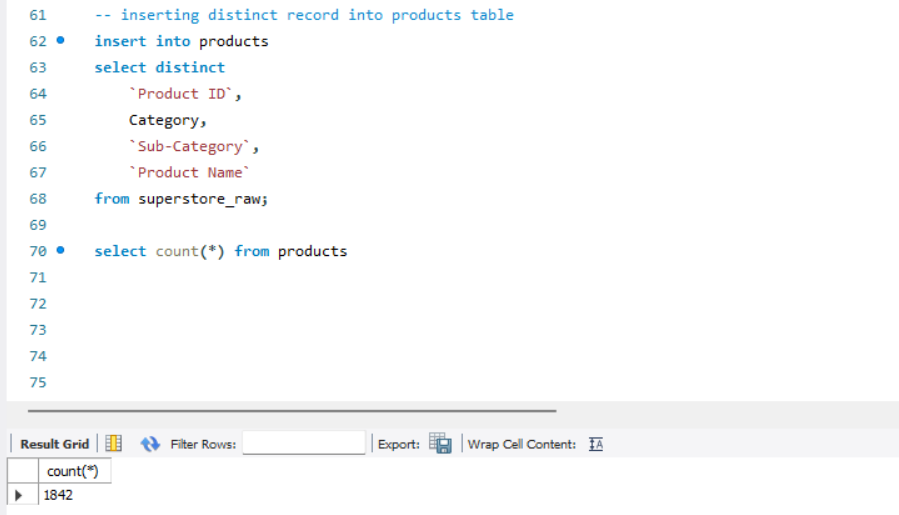 61 -- inserting distinct record into products table
62 insert into products
63 select distinct
64 `Product ID`,
65 Category,
66 `Sub-Category`,
67 `Product Name`
68 from superstore_raw;
69
70 select count(*) from products
71
72
73
74
75
Result Grid Filter Rows: Export: Wrap Cell Content: IA
count(*)
1842